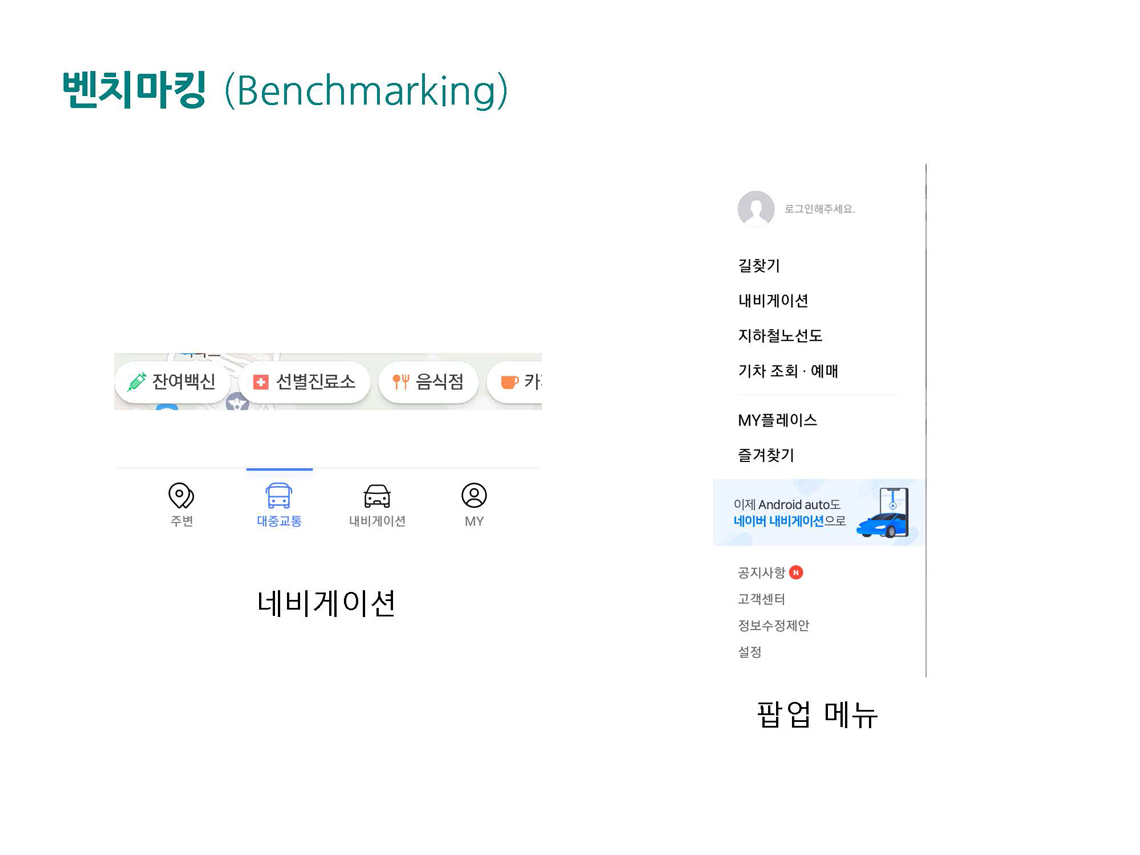 벤치마킹 (Benchmarking)
잔여백신 선별진료소 음식점
주변 대중교통 내비게이션 MY
네비게이션
로그인해주세요.
길찾기
내비게이션
지하철노선도
기차 조회 · 예매
MY플레이스
즐겨찾기
이제 Android auto도
네이버 내비게이션으로
공지사항 N
고객센터
정보수정제안
설정
팝업 메뉴